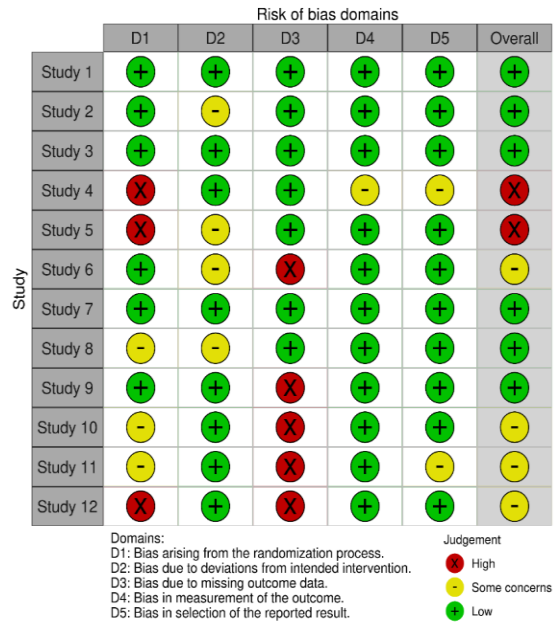 Risk of bias domains
D1 D2 D3 D4 D5 Overall
Study 1 + + + + + +
Study 2 + - + + + +
Study 3 + + + + + +
Study 4 X + + - - X
Study 5 X - + + + X
Study 6 + - X + + -
Study 7 + + + + + +
Study 8 - - + + + +
Study 9 + + X + + +
Study 10 - + X + + -
Study 11 - + X + - -
Study 12 X + X + + -
Study
Domains:
D1: Bias arising from the randomization process.
D2: Bias due to deviations from intended intervention.
D3: Bias due to missing outcome data.
D4: Bias in measurement of the outcome.
D5: Bias in selection of the reported result.
Judgement
X High
- Some concerns
+ Low